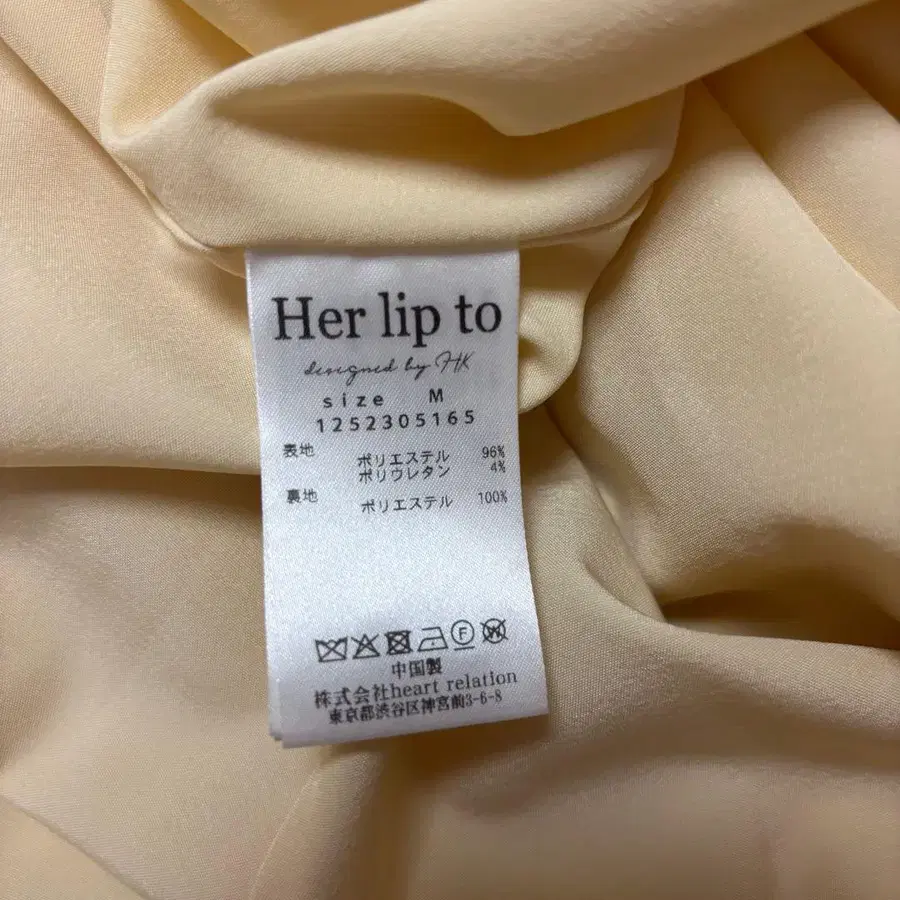 Her lip to
designed by HK
size M
1252305165
表地 ポリエステル 96%
ポリウレタン 4%
裏地 ポリエステル 100%
F W
中国製
株式会社heart relation
東京都渋谷区神宮前3-6-8